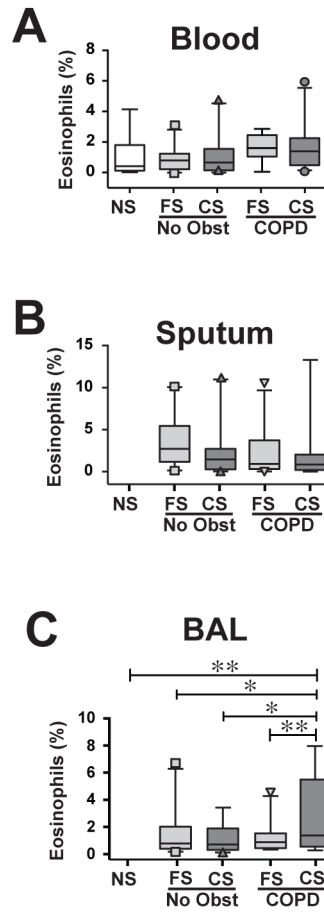 A
Blood
Eosinophils (%)
8
6
4
2
0
NS FS CS FS CS
No Obst COPD
B
Sputum
Eosinophils (%)
15
10
5
0
NS FS CS FS CS
No Obst COPD
C
BAL
**
*
*
**
Eosinophils (%)
10
8
6
4
2
0
NS FS CS FS CS
No Obst COPD